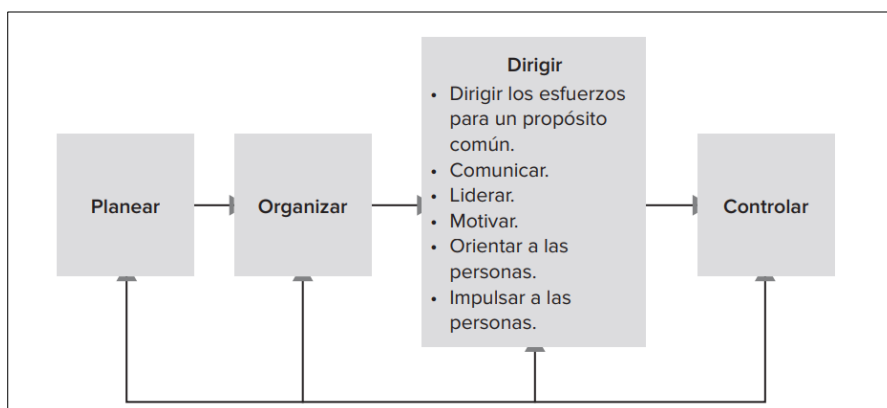 Planear
Organizar
Dirigir
• Dirigir los esfuerzos
para un propósito
común.
• Comunicar.
• Liderar.
• Motivar.
• Orientar a las
personas.
• Impulsar a las
personas.
Controlar